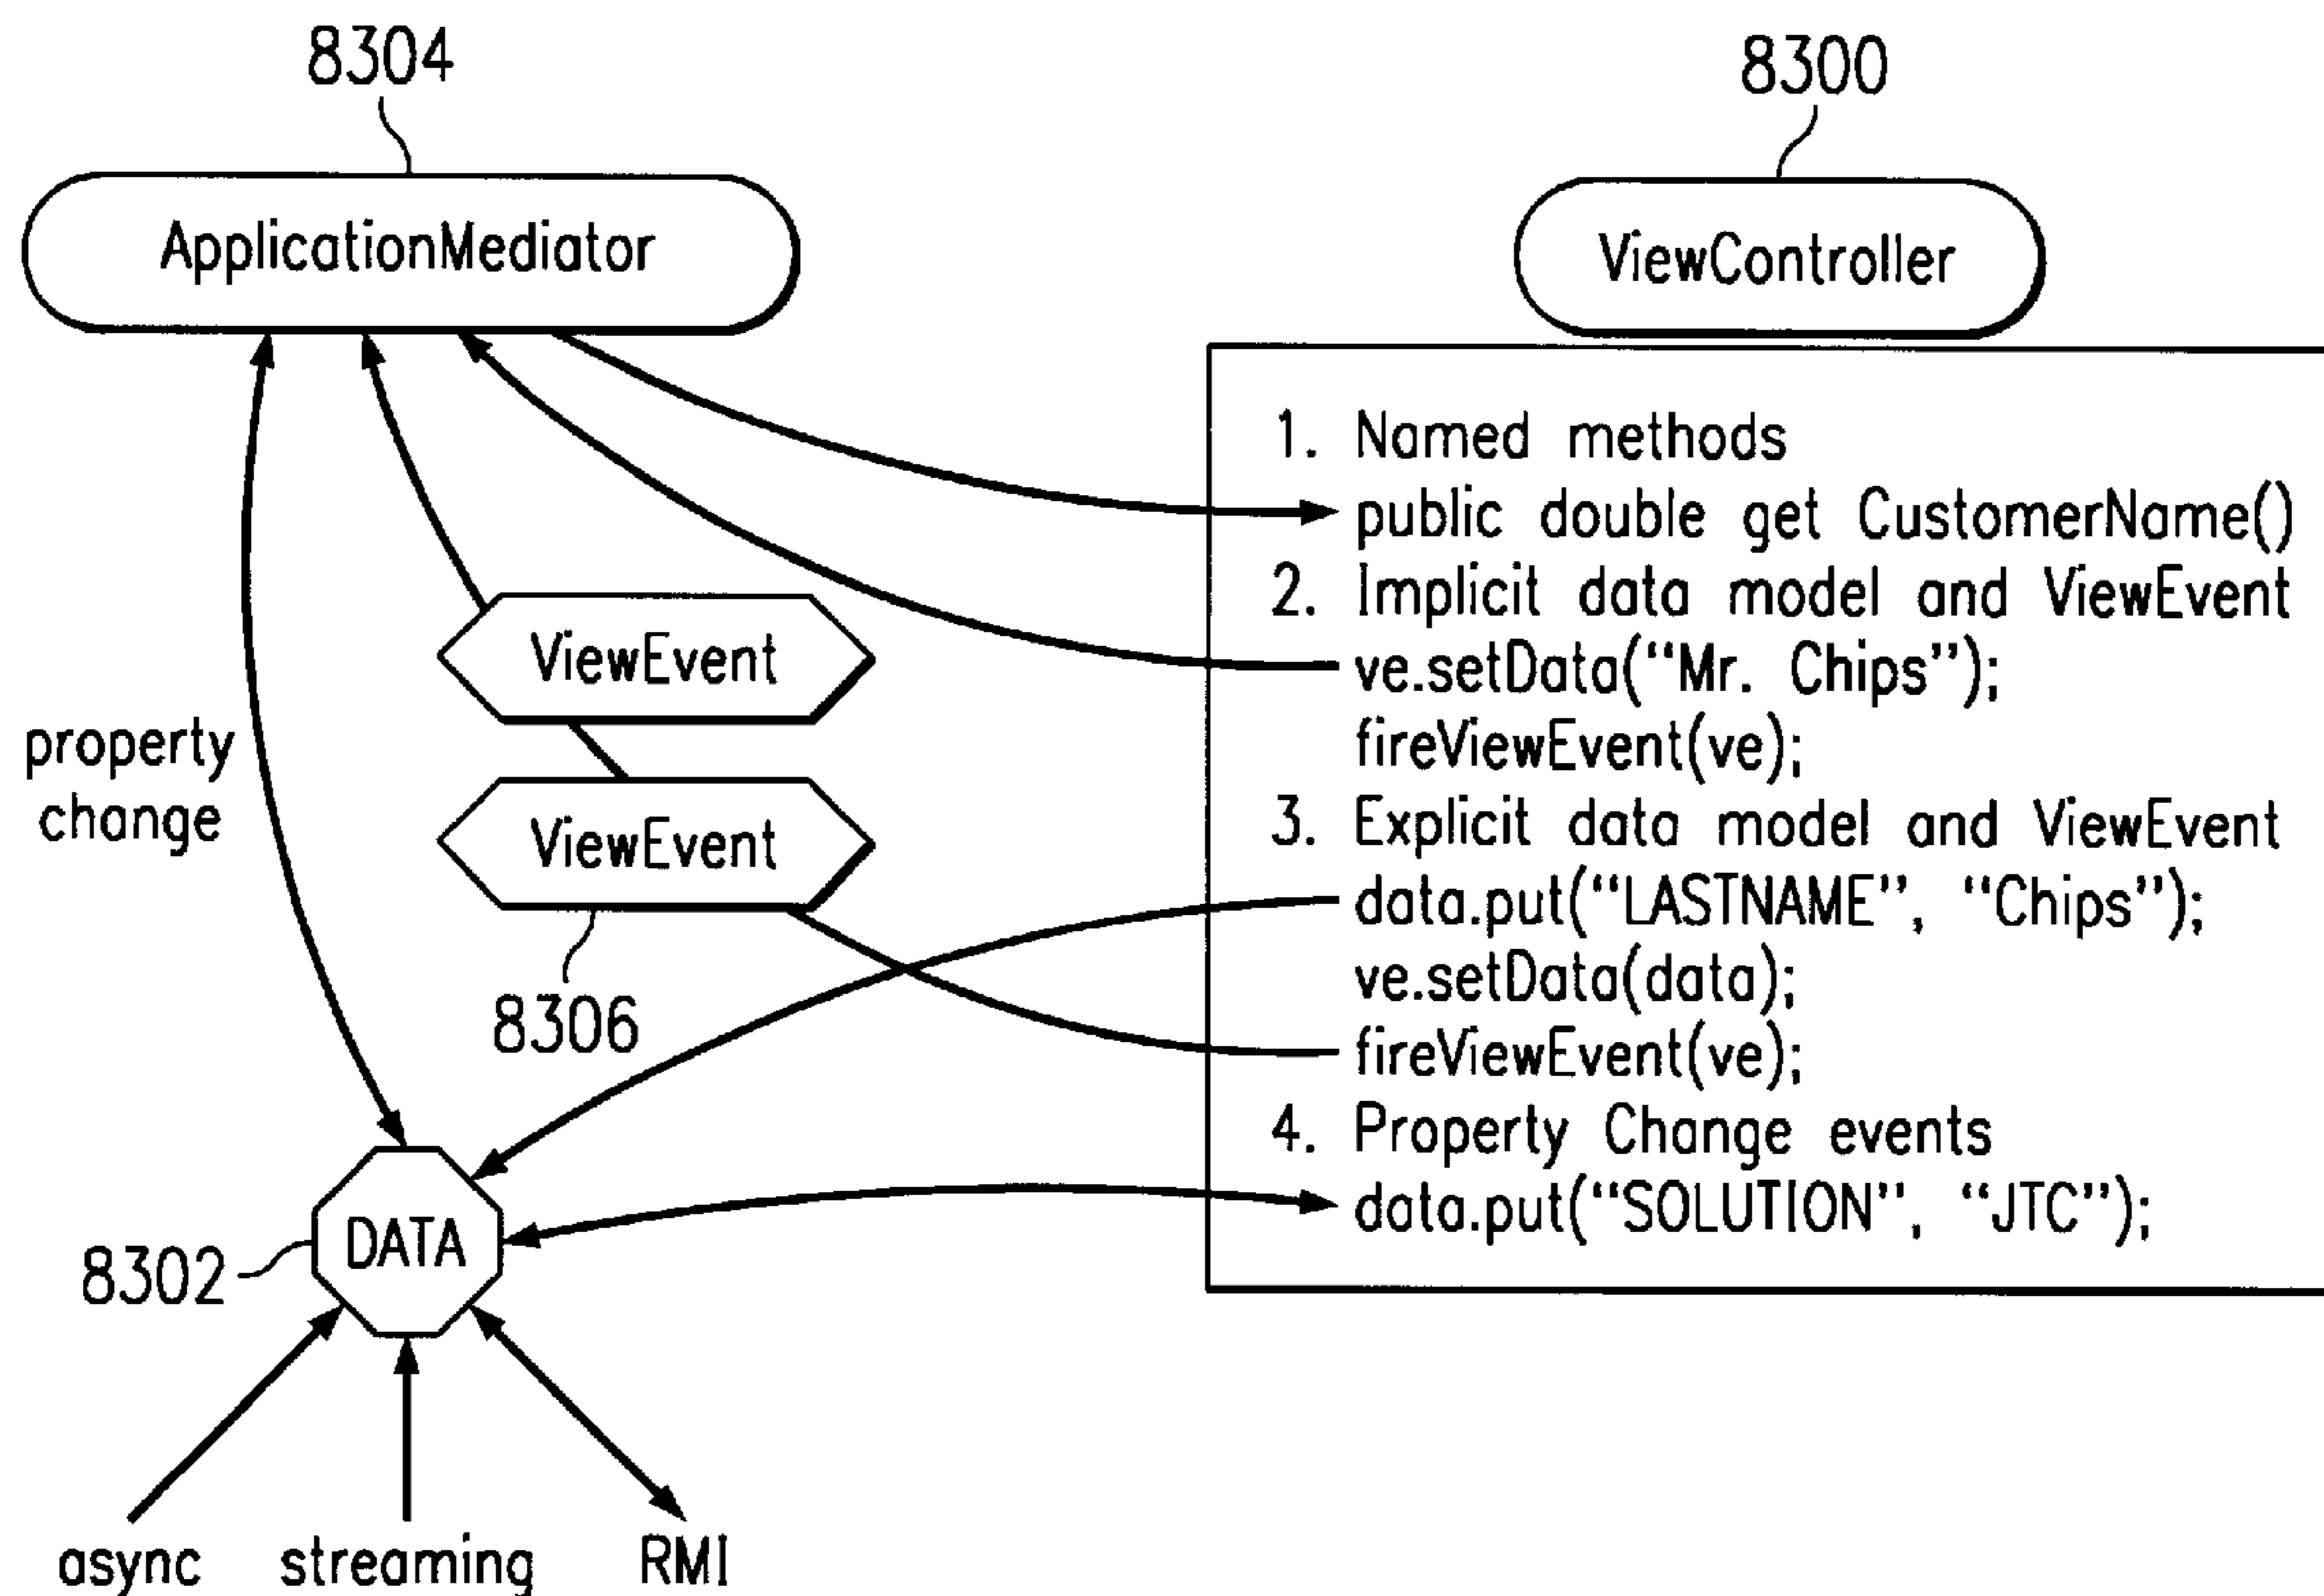 8304
8300
ApplicationMediator
ViewController
1. Named methods
public double get CustomerName()
2. Implicit data model and ViewEvent
ve.setData(“Mr. Chips”);
fireViewEvent(ve);
3. Explicit data model and ViewEvent
data.put(“LASTNAME”, “Chips”);
ve.setData(data);
fireViewEvent(ve);
4. Property Change events
data.put(“SOLUTION”, “JTC”);
ViewEvent
property
change
ViewEvent
8306
DATA
8302
async
streaming
RMI